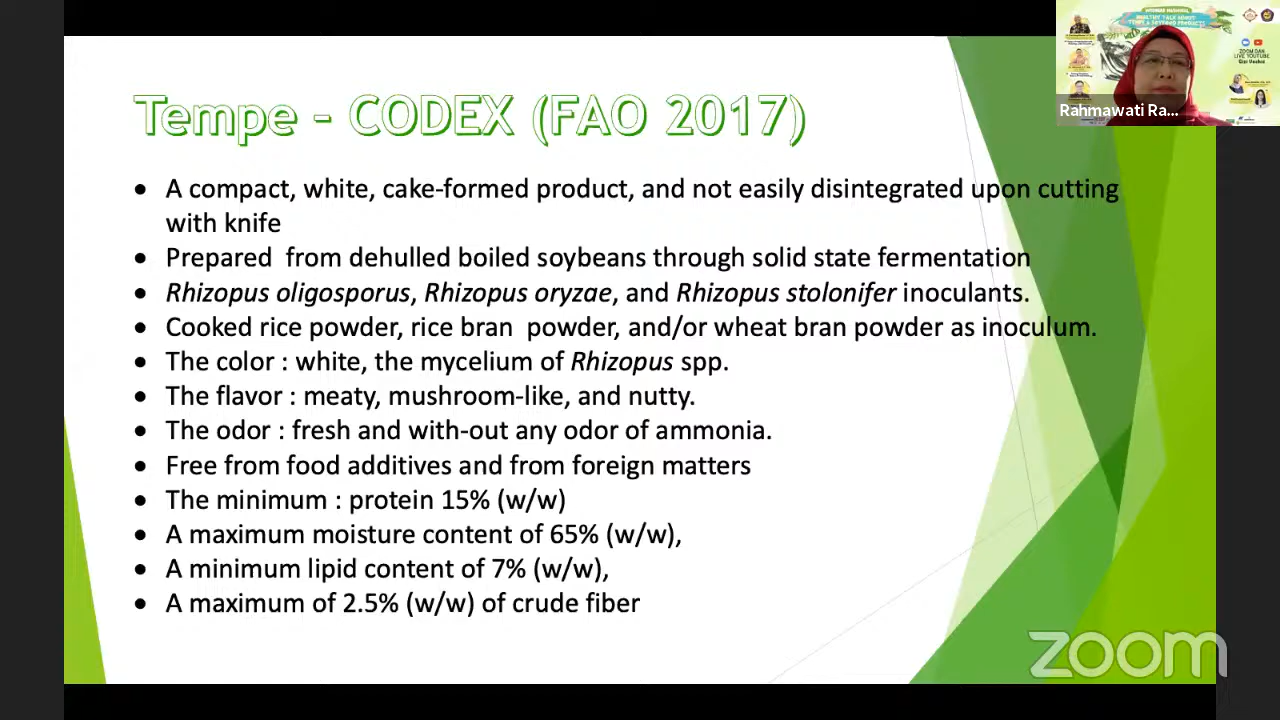 Tempe - CODEX (FAO 2017)
• A compact, white, cake-formed product, and not easily disintegrated upon cutting
with knife
• Prepared  from dehulled boiled soybeans through solid state fermentation
• Rhizopus oligosporus, Rhizopus oryzae, and Rhizopus stolonifer inoculants.
• Cooked rice powder, rice bran  powder, and/or wheat bran powder as inoculum.
• The color : white, the mycelium of Rhizopus spp.
• The flavor : meaty, mushroom-like, and nutty.
• The odor : fresh and with-out any odor of ammonia.
• Free from food additives and from foreign matters
• The minimum : protein 15% (w/w)
• A maximum moisture content of 65% (w/w),
• A minimum lipid content of 7% (w/w),
• A maximum of 2.5% (w/w) of crude fiber
ZOOM DAN
LIVE YOUTUBE
Rahmawati Ra...
zoom